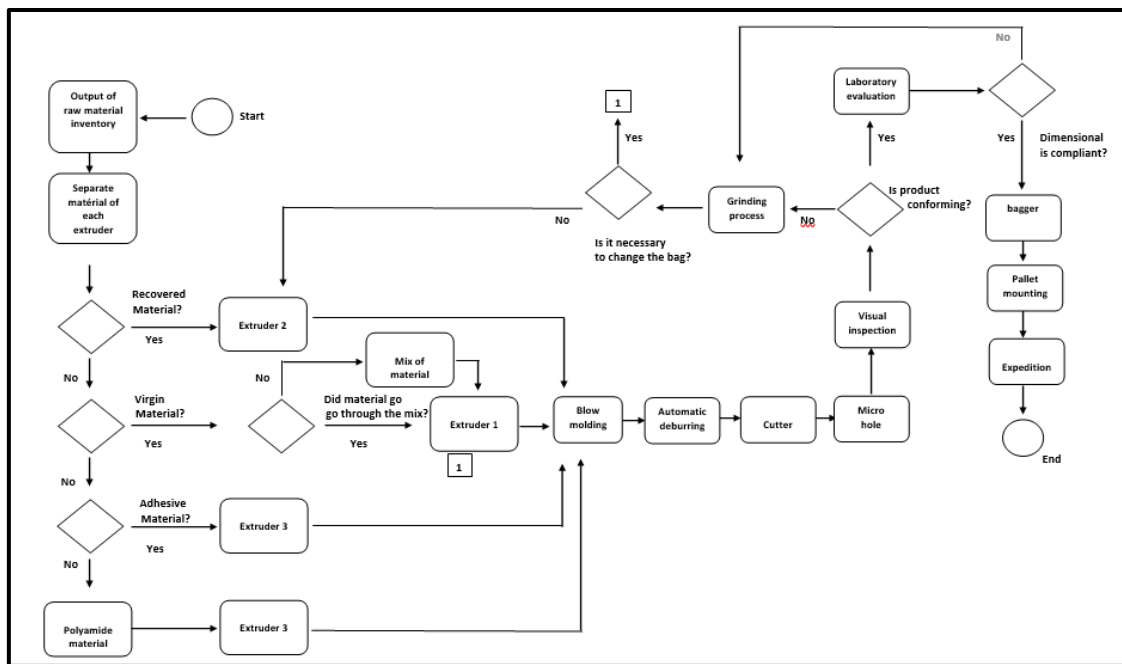 Output of
raw material
inventory
Start
Separate
matérial of
each
extruder
Recovered
Material?
Yes
No
Extruder 2
Virgin
Material?
Yes
No
No
Mix of
material
Did material go
go through the mix?
Yes
Extruder 1
1
Adhesive
Material?
Yes
No
Extruder 3
Polyamide
material
Extruder 3
Blow
molding
Automatic
deburring
Cutter
Micro
hole
Visual
inspection
Is product
conforming?
No
Yes
Grinding
process
Is it necessary
to change the bag?
No
Yes
1
Laboratory
evaluation
No
Yes
Dimensional
is compliant?
bagger
Pallet
mounting
Expedition
End